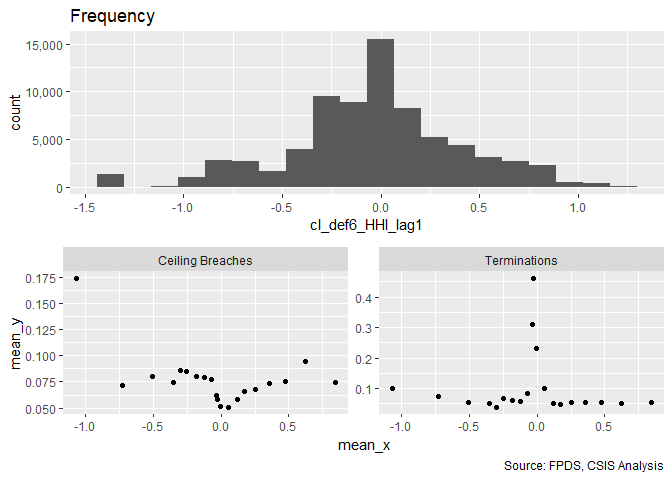 Frequency
15,000
10,000
5,000
0
count
-1.5 -1.0 -0.5 0.0 0.5 1.0
cl_def6_HHI_lag1
Ceiling Breaches Terminations
0.175
0.150
0.125
0.100
0.075
0.050
mean_y
0.4
0.3
0.2
0.1
-1.0 -0.5 0.0 0.5 -1.0 -0.5 0.0 0.5
mean_x
Source: FPDS, CSIS Analysis